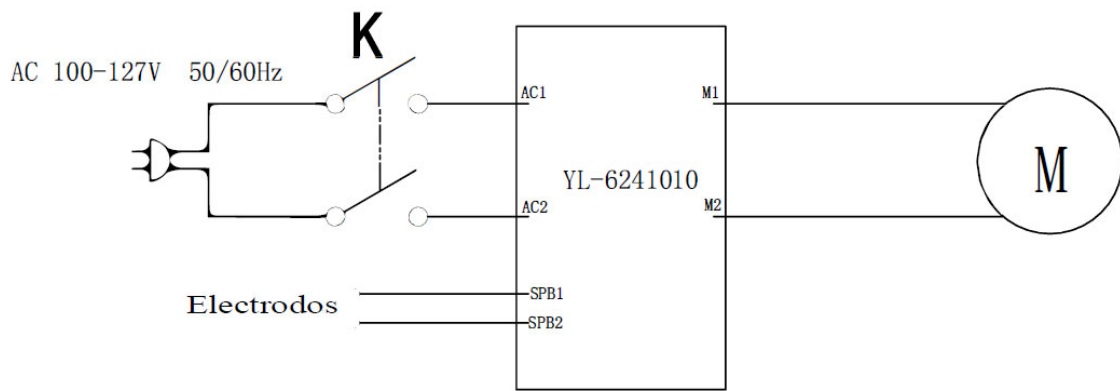 K
AC 100-127V 50/60Hz
AC1
M1
YL-6241010
M
AC2
M2
Electrodos
SPB1
SPB2